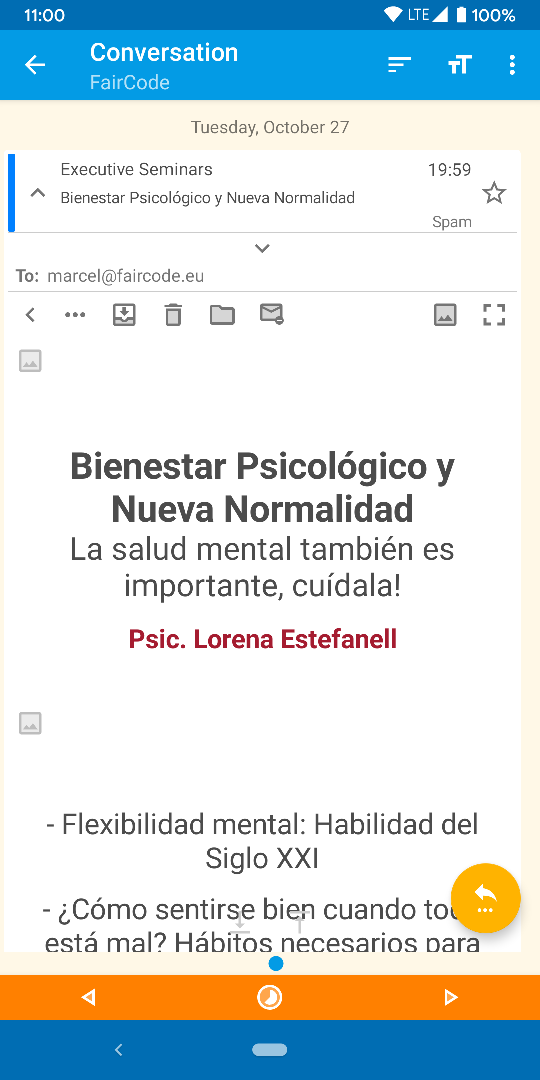 11:00
LTE
100%
Conversation
FairCode
Tuesday, October 27
Executive Seminars
19:59
Bienestar Psicológico y Nueva Normalidad
Spam
To: marcel@faircode.eu
Bienestar Psicológico y
Nueva Normalidad
La salud mental también es
importante, cuídala!
Psic. Lorena Estefanell
- Flexibilidad mental: Habilidad del
Siglo XXI
- ¿Cómo sentirse bien cuando
está mal? Hábitos necesarios para